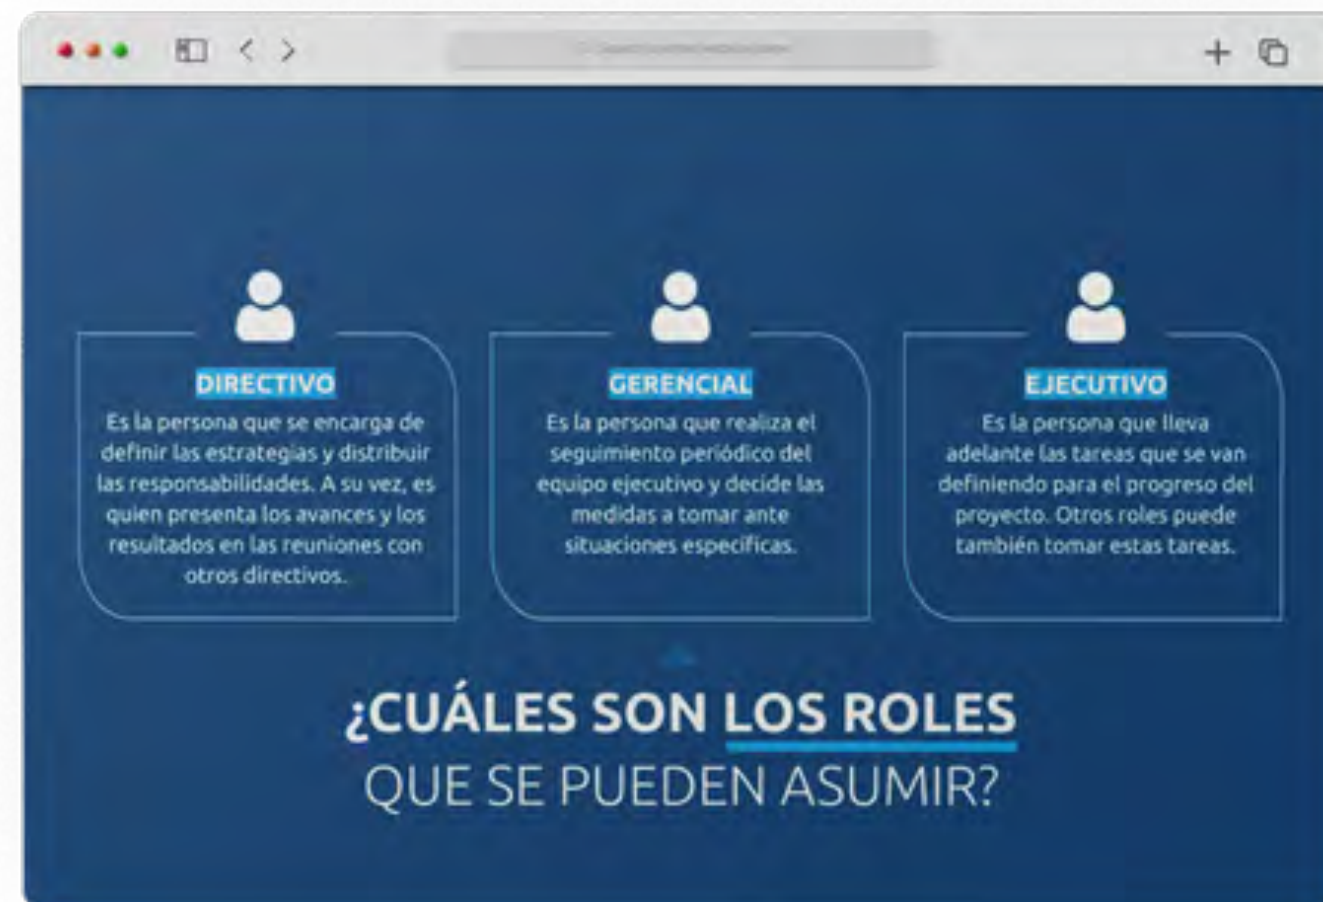 DIRECTIVO
Es la persona que se encarga de
definir las estrategias y distribuir
las responsabilidades. A su vez, es
quien presenta los avances y los
resultados en las reuniones con
otros directivos.
GERENCIAL
Es la persona que realiza el
seguimiento periódico del
equipo ejecutivo y decide las
medidas a tomar ante
situaciones específicas.
EJECUTIVO
Es la persona que lleva
adelante las tareas que se van
definiendo para el progreso del
proyecto. Otros roles puede
también tomar estas tareas.
¿CUÁLES SON LOS ROLES
QUE SE PUEDEN ASUMIR?